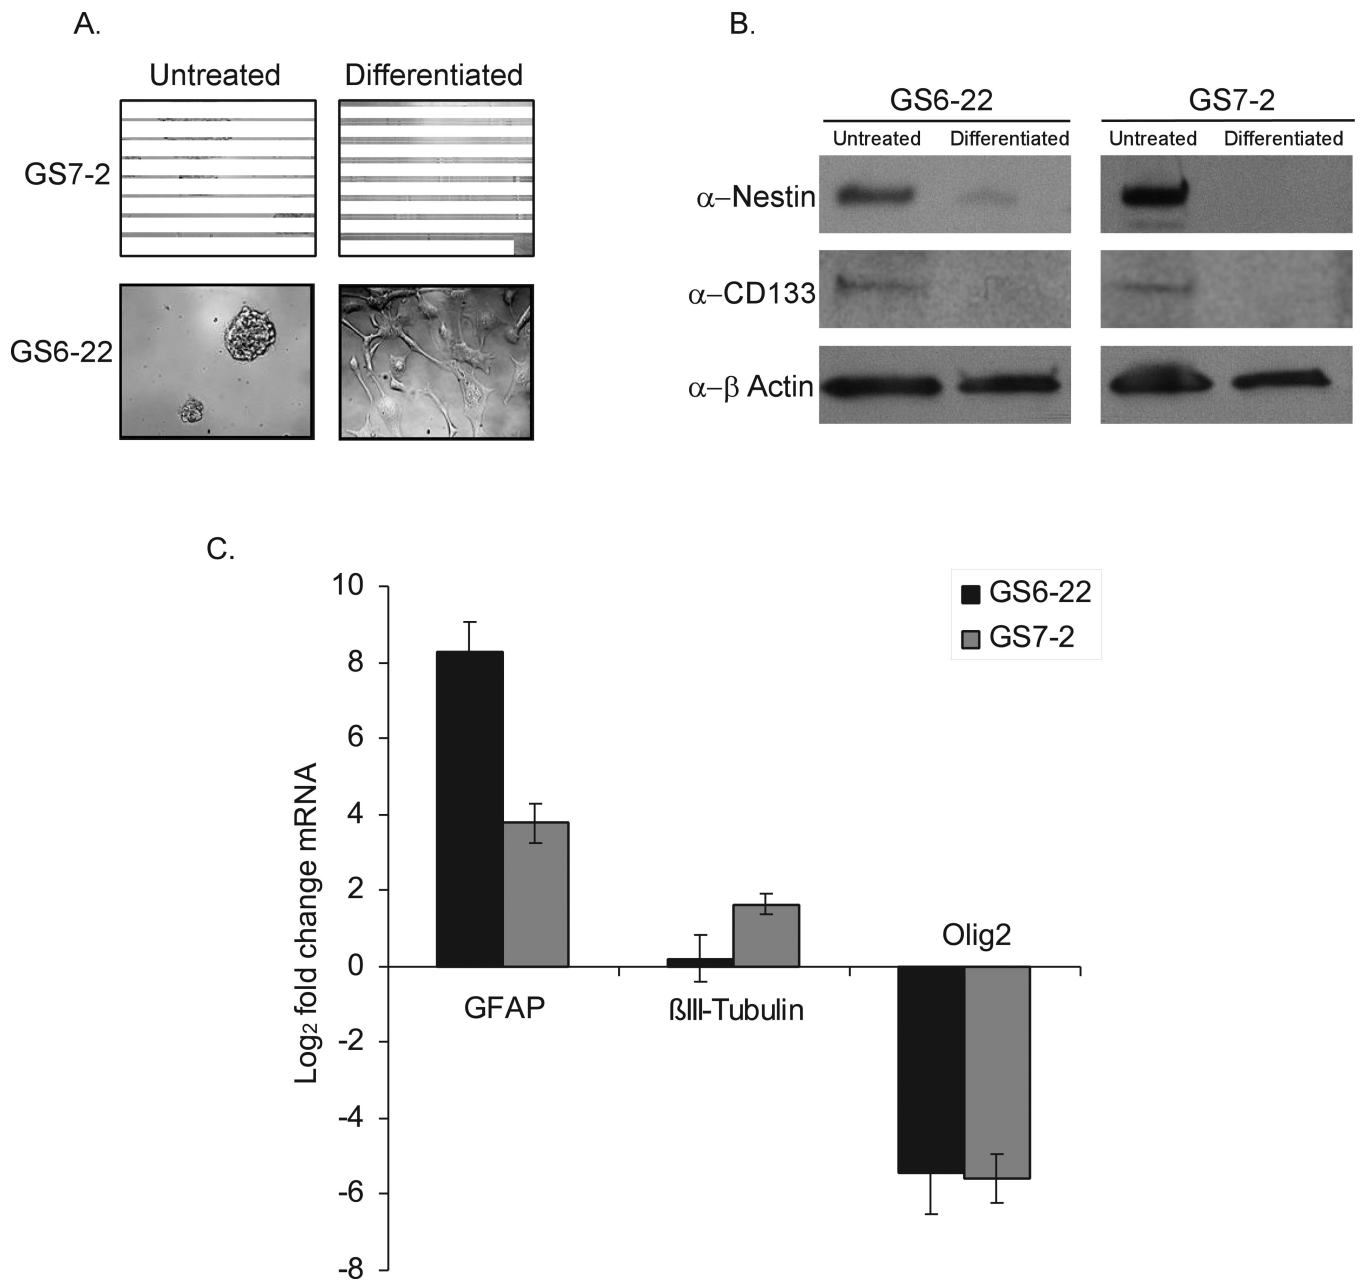 A.
Untreated Differentiated
GS7-2
GS6-22
B.
GS6-22 GS7-2
Untreated Differentiated Untreated Differentiated
α–Nestin
α–CD133
α–β Actin
C.
10
8
6
4
2
0
-2
-4
-6
-8
Log2 fold change mRNA
GS6-22
GS7-2
GFAP
ßIII-Tubulin
Olig2